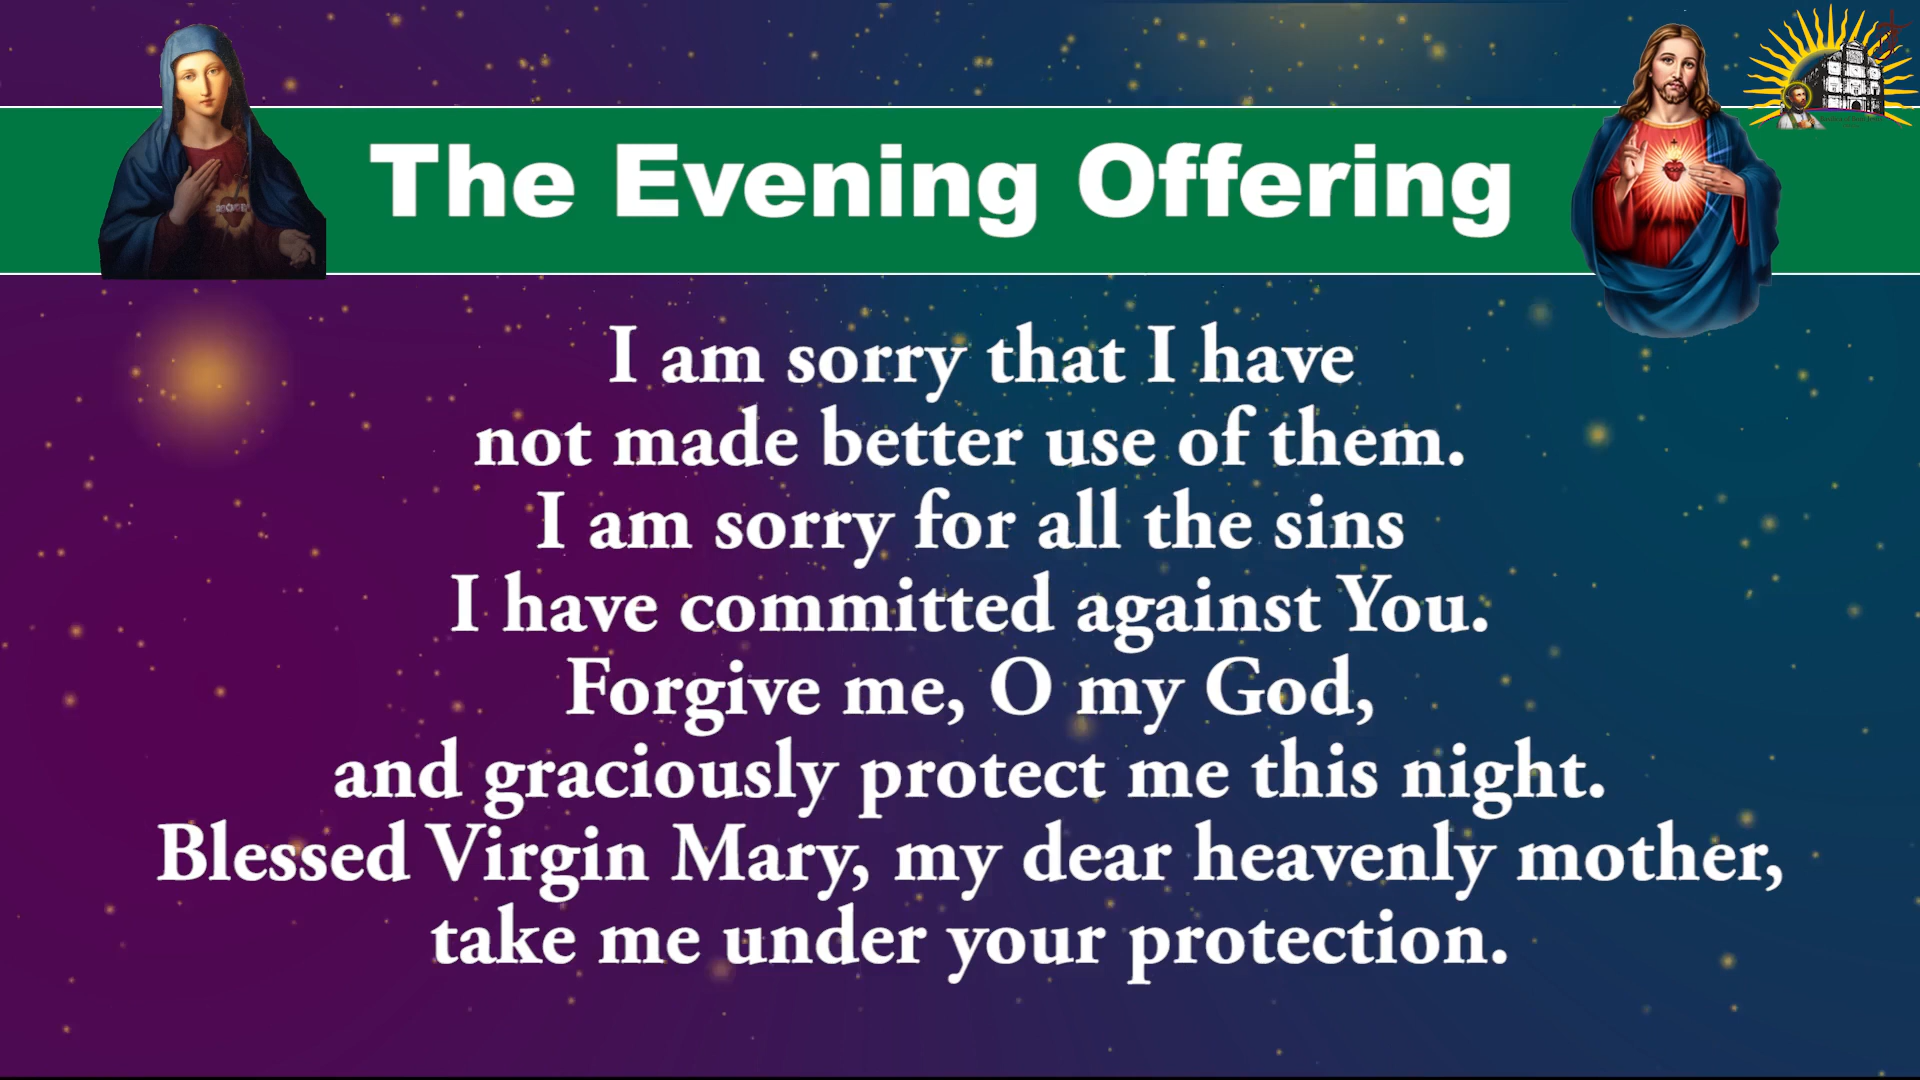 The Evening Offering
I am sorry that I have
not made better use of them.
I am sorry for all the sins
I have committed against You.
Forgive me, O my God,
and graciously protect me this night.
Blessed Virgin Mary, my dear heavenly mother,
take me under your protection.